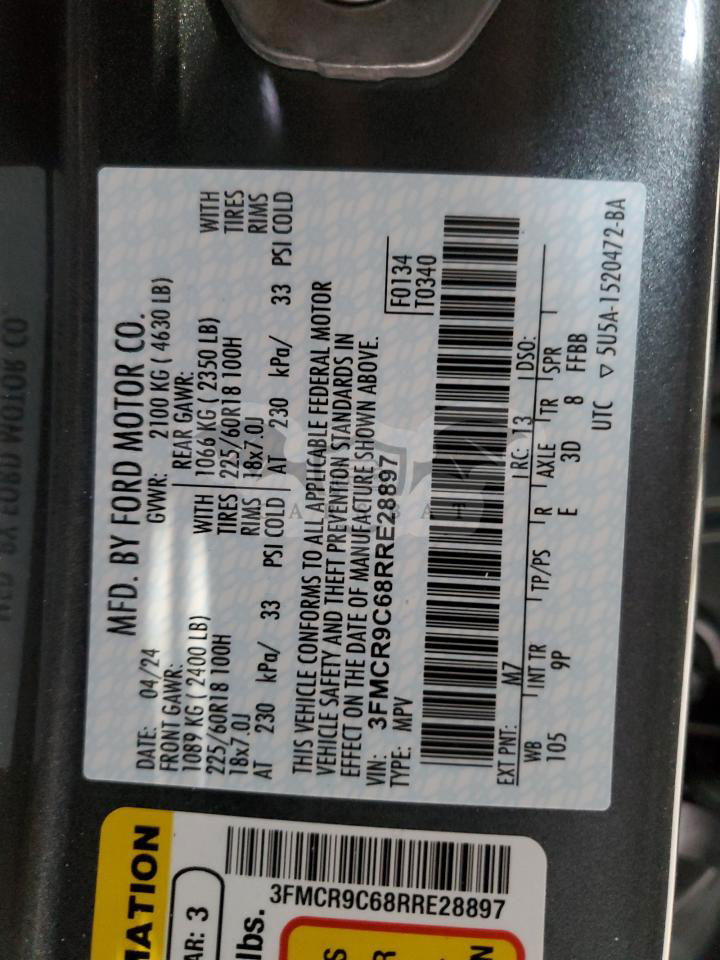 MFD. BY FORD MOTOR CO.
DATE: 04/24 GVWR: 2100 KG ( 4630 LB)
FRONT GAWR: REAR GAWR:
1089 KG ( 2400 LB) WITH 1066 KG ( 2350 LB) WITH
225/60R18 100H TIRES 225/60R18 100H TIRES
18x7.0J RIMS 18x7.0J RIMS
AT 230 kPa/ 33 PSI COLD AT 230 kPa/ 33 PSI COLD
THIS VEHICLE CONFORMS TO ALL APPLICABLE FEDERAL MOTOR
VEHICLE SAFETY AND THEFT PREVENTION STANDARDS IN
EFFECT ON THE DATE OF MANUFACTURE SHOWN ABOVE.
VIN: 3FMCR9C68RRE28897 F0134
TYPE: MPV T0340
EXT PNT: M7 RC: 13 DSO:
WB INT TR TP/PS R AXLE TR SPR
105 9P E 3D 8 FFBB
UTC ▽ 5U5A-1520472-BA
MATION
AR: 3
3FMCR9C68RRE28897
lbs.